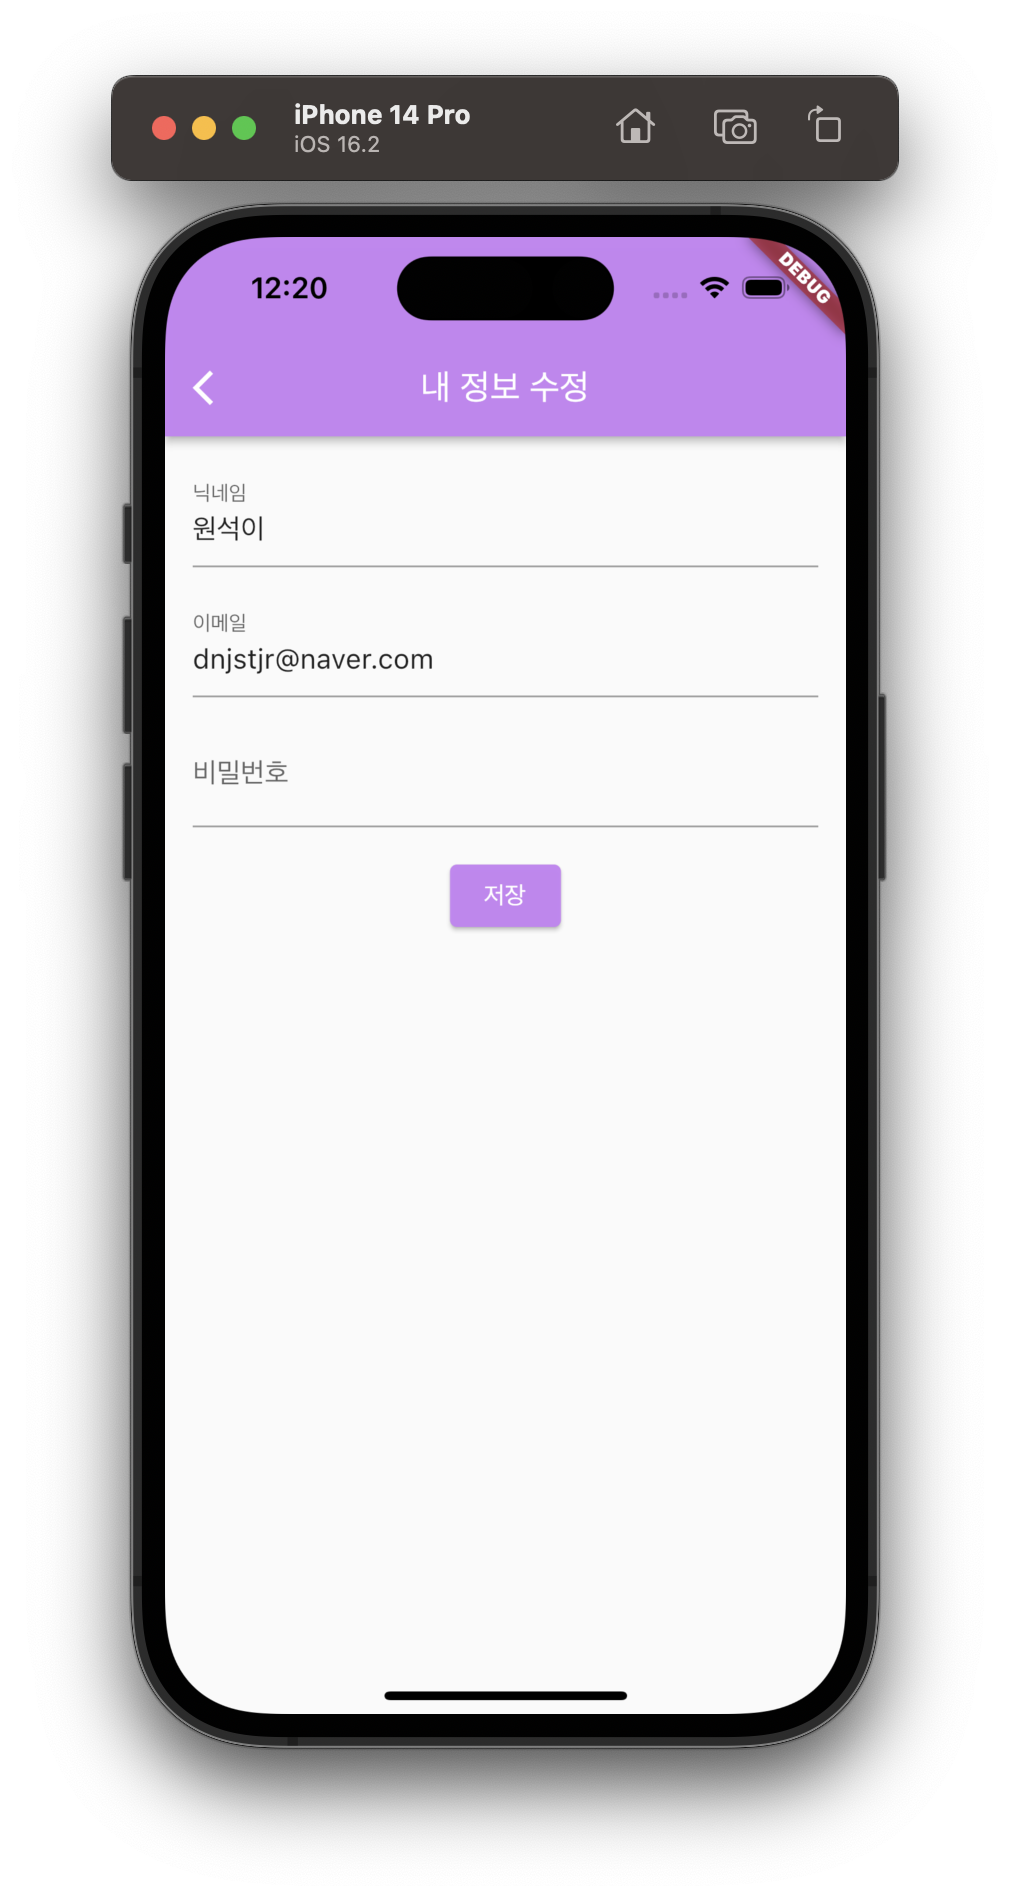 iPhone 14 Pro
iOS 16.2
12:20
DEBUG
내 정보 수정
닉네임
원석이
이메일
dnjstjr@naver.com
비밀번호
저장